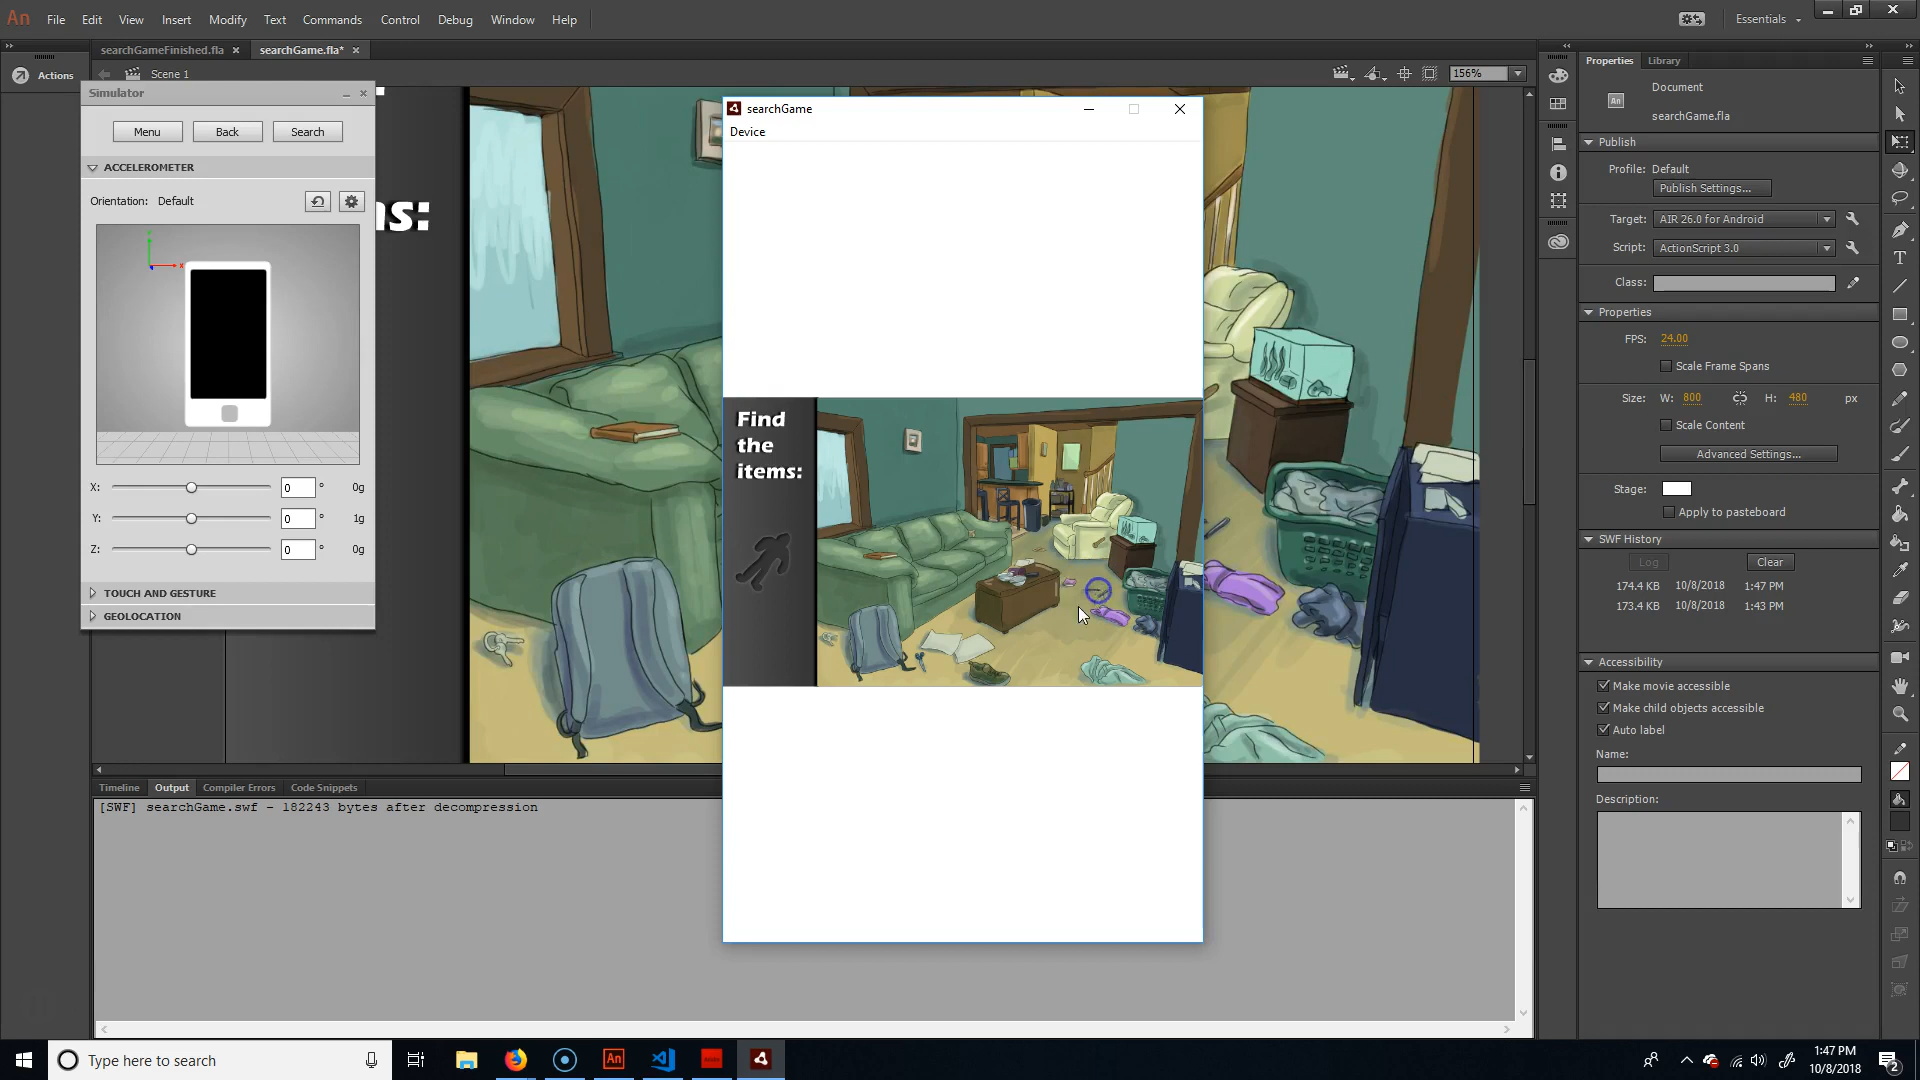 An File Edit View Insert Modify Text Commands Control Debug Window Help Essentials
searchGameFinished.fla × searchGame.fla* ×
Actions
Scene 1
156%
Simulator
Menu Back Search
ACCELEROMETER
Orientation: Default
X: 0 ° 0g
Y: 0 ° 1g
Z: 0 ° 0g
TOUCH AND GESTURE
GEOLOCATION
ns:
searchGame
Device
Find
the
items:
Timeline Output Compiler Errors Code Snippets
[SWF] searchGame.swf - 182243 bytes after decompression
Properties Library
Document
An
searchGame.fla
Publish
Profile: Default
Publish Settings...
Target: AIR 26.0 for Android
Script: ActionScript 3.0
Class:
Properties
FPS: 24.00
Scale Frame Spans
Size: W: 800 H: 480 px
Scale Content
Advanced Settings...
Stage:
Apply to pasteboard
SWF History
Log Clear
174.4 KB 10/8/2018 1:47 PM
173.4 KB 10/8/2018 1:43 PM
Accessibility
Make movie accessible
Make child objects accessible
Auto label
Name:
Description:
Type here to search
An
1:47 PM
10/8/2018
2